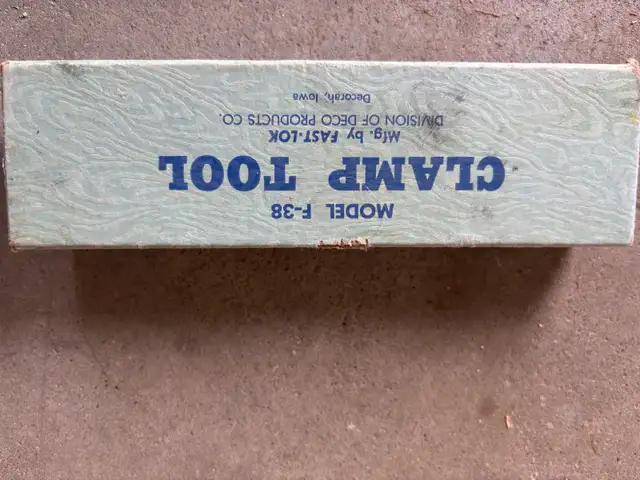 MODEL F-38
CLAMP TOOL
Mfg. by FAST-LOK
DIVISION OF DECO PRODUCTS CO.
Decorah, Iowa